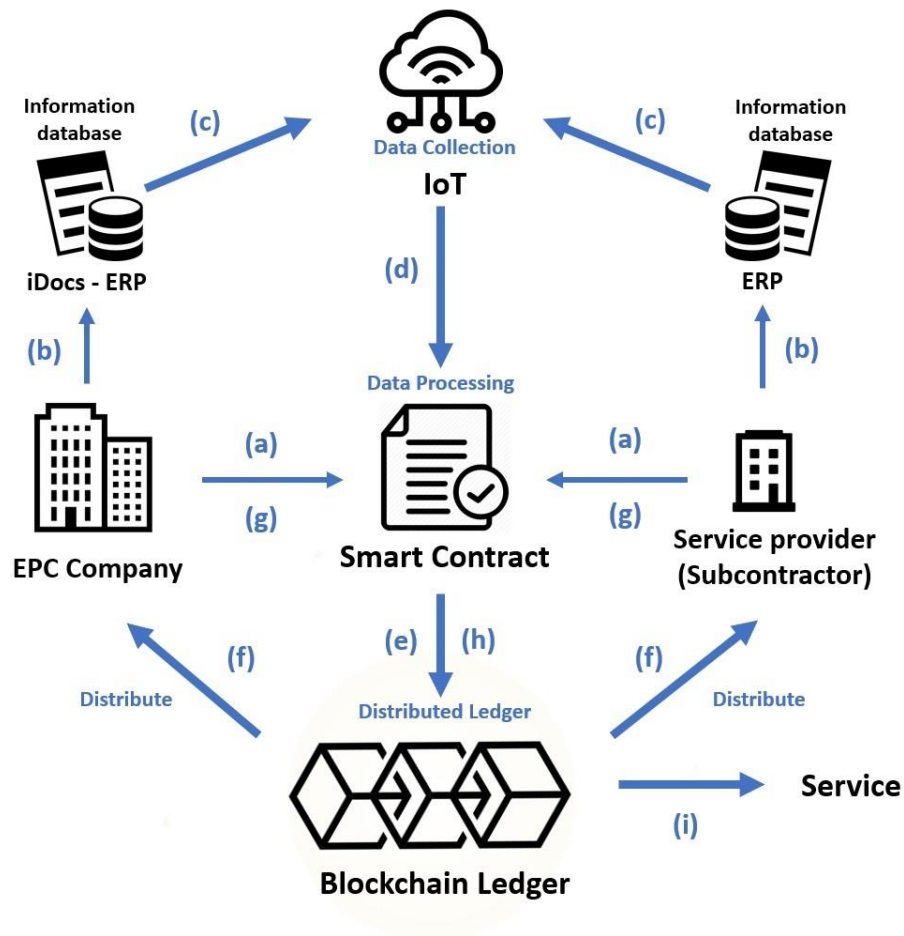 Information
database
(c)
Data Collection
IoT
(c)
Information
database
iDocs - ERP
(d)
ERP
(b)
(b)
Data Processing
(a)
(g)
(a)
(g)
EPC Company
Smart Contract
Service provider
(Subcontractor)
(e)
(h)
(f)
(f)
Distribute
Distributed Ledger
Distribute
Service
(i)
Blockchain Ledger